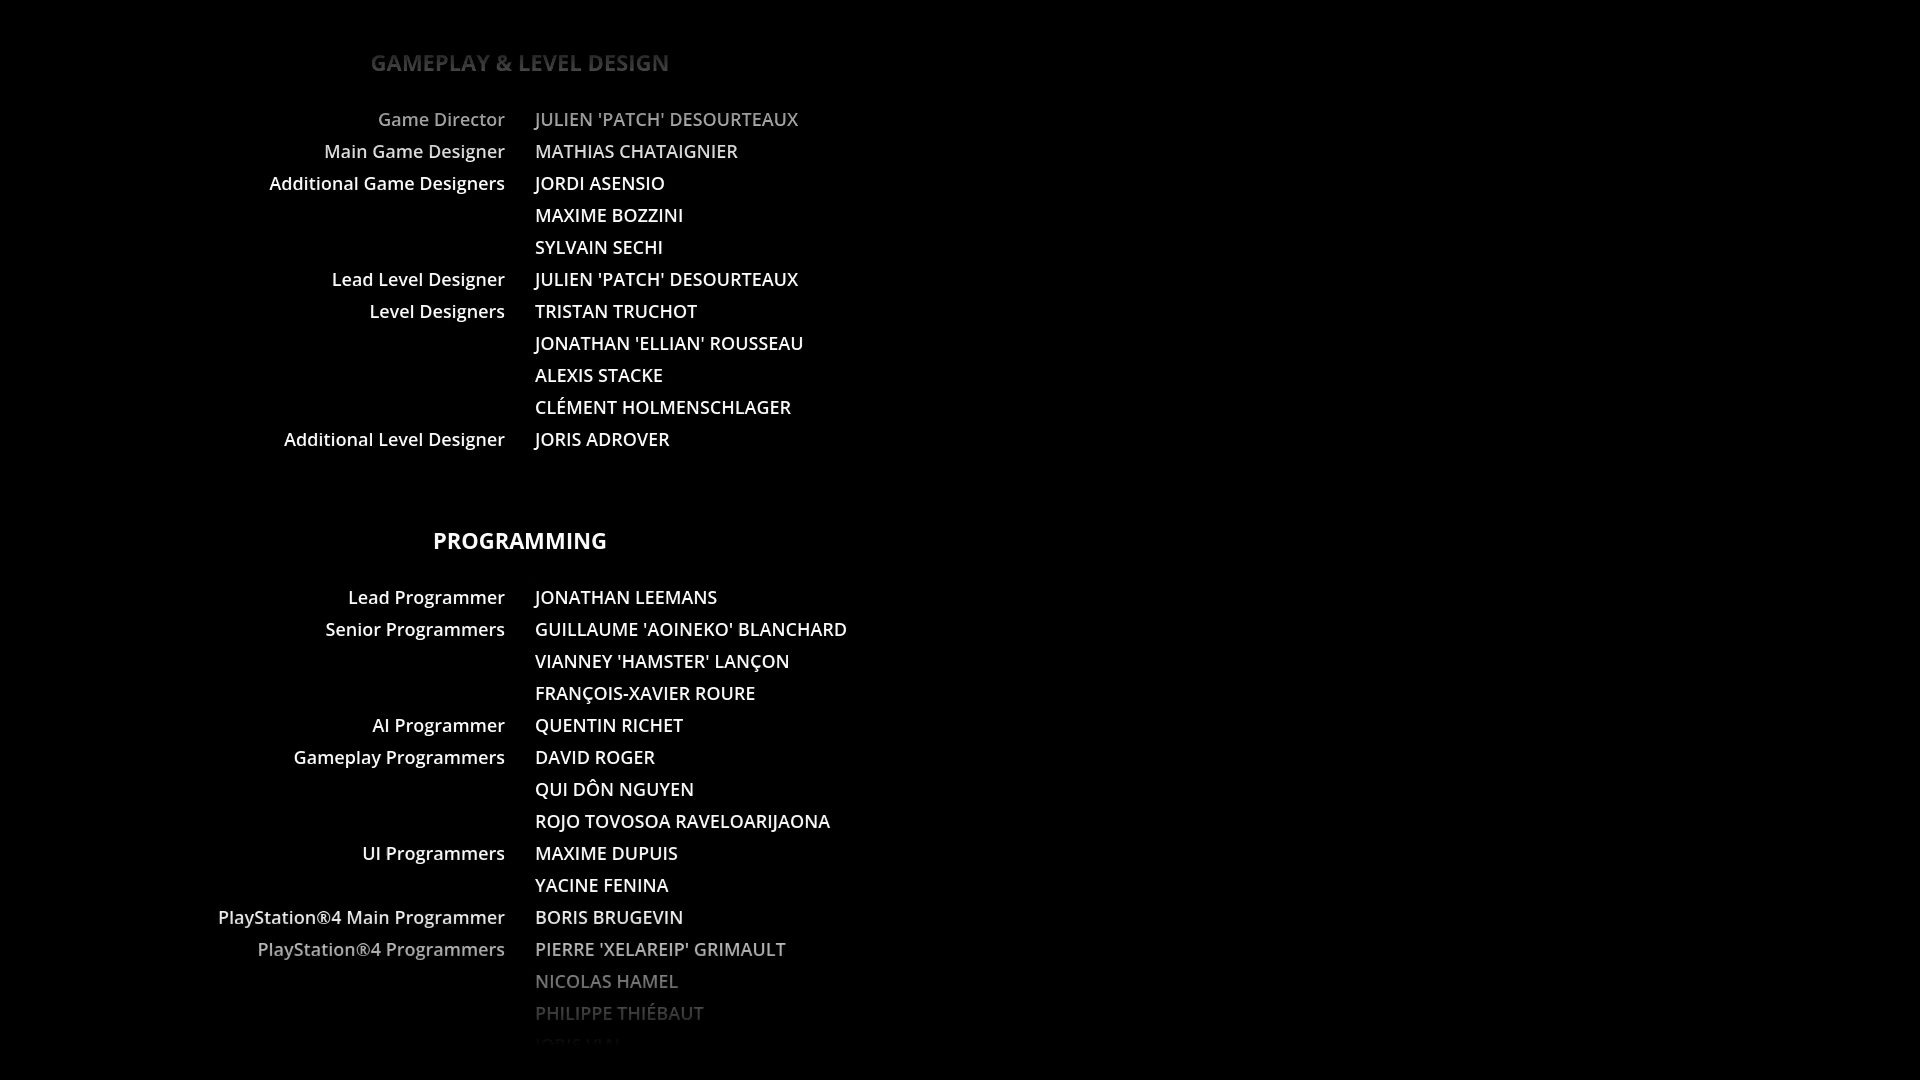 GAMEPLAY & LEVEL DESIGN
Game Director JULIEN 'PATCH' DESOURTEAUX
Main Game Designer MATHIAS CHATAIGNIER
Additional Game Designers JORDI ASENSIO
MAXIME BOZZINI
SYLVAIN SECHI
Lead Level Designer JULIEN 'PATCH' DESOURTEAUX
Level Designers TRISTAN TRUCHOT
JONATHAN 'ELLIAN' ROUSSEAU
ALEXIS STACKE
CLÉMENT HOLMENSCHLAGER
Additional Level Designer JORIS ADROVER
PROGRAMMING
Lead Programmer JONATHAN LEEMANS
Senior Programmers GUILLAUME 'AOINEKO' BLANCHARD
VIANNEY 'HAMSTER' LANÇON
FRANÇOIS-XAVIER ROURE
AI Programmer QUENTIN RICHET
Gameplay Programmers DAVID ROGER
QUI DÔN NGUYEN
ROJO TOVOSOA RAVELOARIJAONA
UI Programmers MAXIME DUPUIS
YACINE FENINA
PlayStation®4 Main Programmer BORIS BRUGEVIN
PlayStation®4 Programmers PIERRE 'XELAREIP' GRIMAULT
NICOLAS HAMEL
PHILIPPE THIÉBAUT